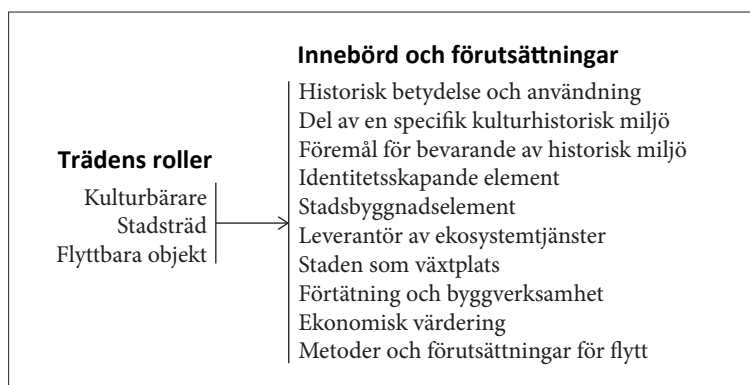 Trädens roller
Kulturbärare
Stadsträd
Flyttbara objekt
Innebörd och förutsättningar
Historisk betydelse och användning
Del av en specifik kulturhistorisk miljö
Föremål för bevarande av historisk miljö
Identitetsskapande element
Stadsbyggnadselement
Leverantör av ekosystemtjänster
Staden som växtplats
Förtätning och byggverksamhet
Ekonomisk värdering
Metoder och förutsättningar för flytt